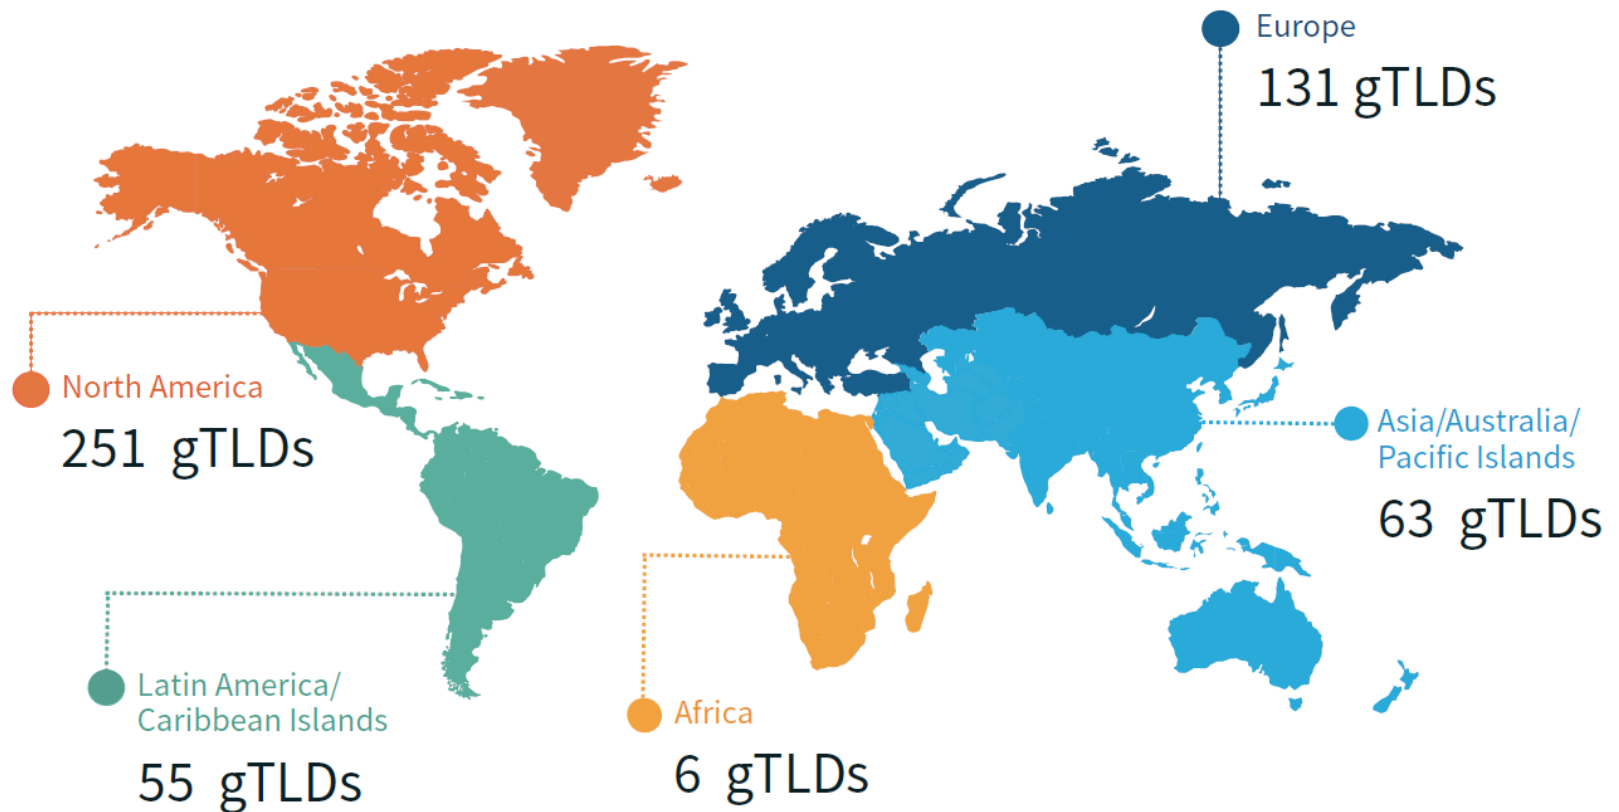 Europe
131 gTLDs
North America
251 gTLDs
Asia/Australia/
Pacific Islands
63 gTLDs
Latin America/
Caribbean Islands
55 gTLDs
Africa
6 gTLDs